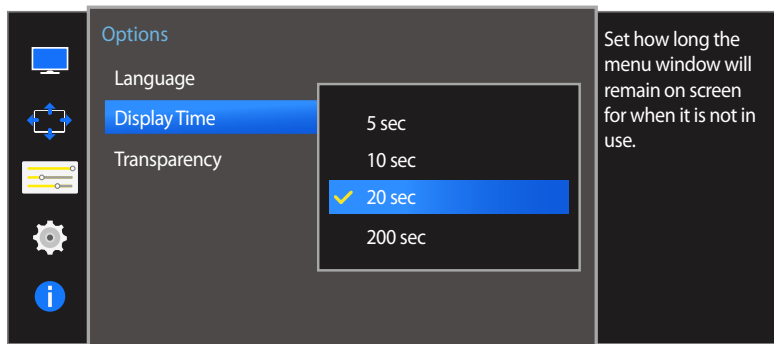 Options
Language
Display Time
Transparency
5 sec
10 sec
20 sec
200 sec
Set how long the
menu window will
remain on screen
for when it is not in
use.